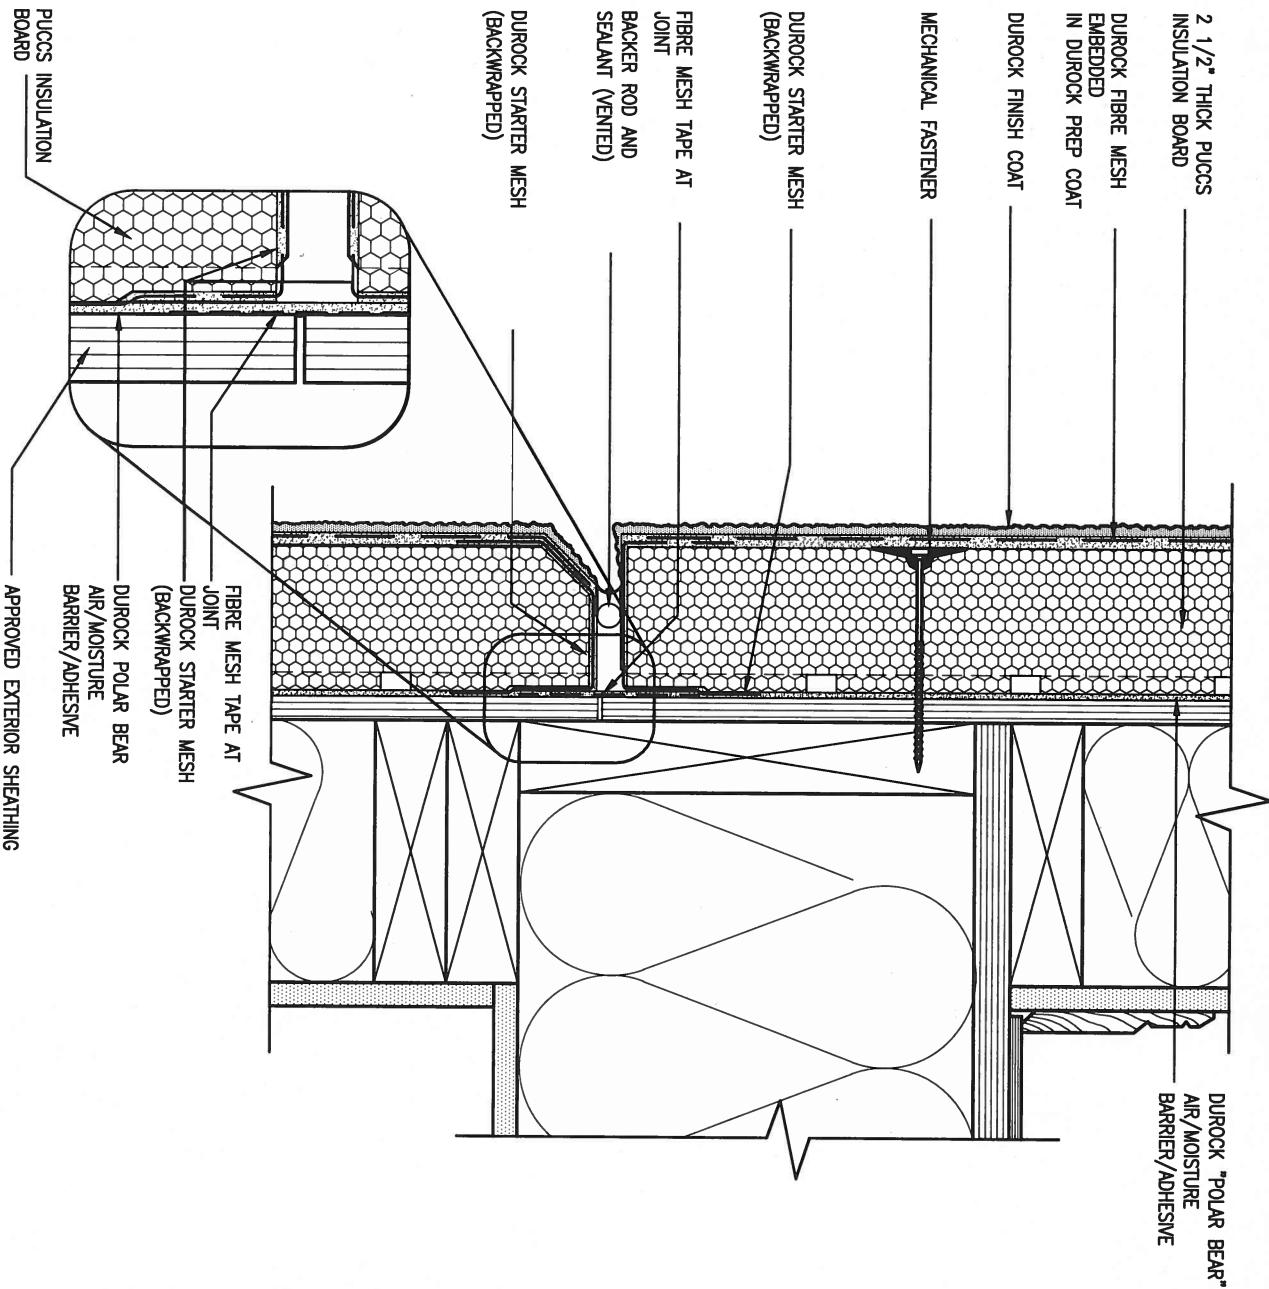 2 1/2" THICK PUCCS
INSULATION BOARD
DUROCK FIBRE MESH
EMBEDDED
IN DUROCK PREP COAT
DUROCK FINISH COAT
MECHANICAL FASTENER
DUROCK STARTER MESH
(BACKWRAPPED)
FIBRE MESH TAPE AT
JOINT
BACKER ROD AND
SEALANT (VENTED)
DUROCK STARTER MESH
(BACKWRAPPED)
PUCCS INSULATION
BOARD
DUROCK "POLAR BEAR"
AIR/MOISTURE
BARRIER/ADHESIVE
FIBRE MESH TAPE AT
JOINT
DUROCK STARTER MESH
(BACKWRAPPED)
DUROCK POLAR BEAR
AIR/MOISTURE
BARRIER/ADHESIVE
APPROVED EXTERIOR SHEATHING